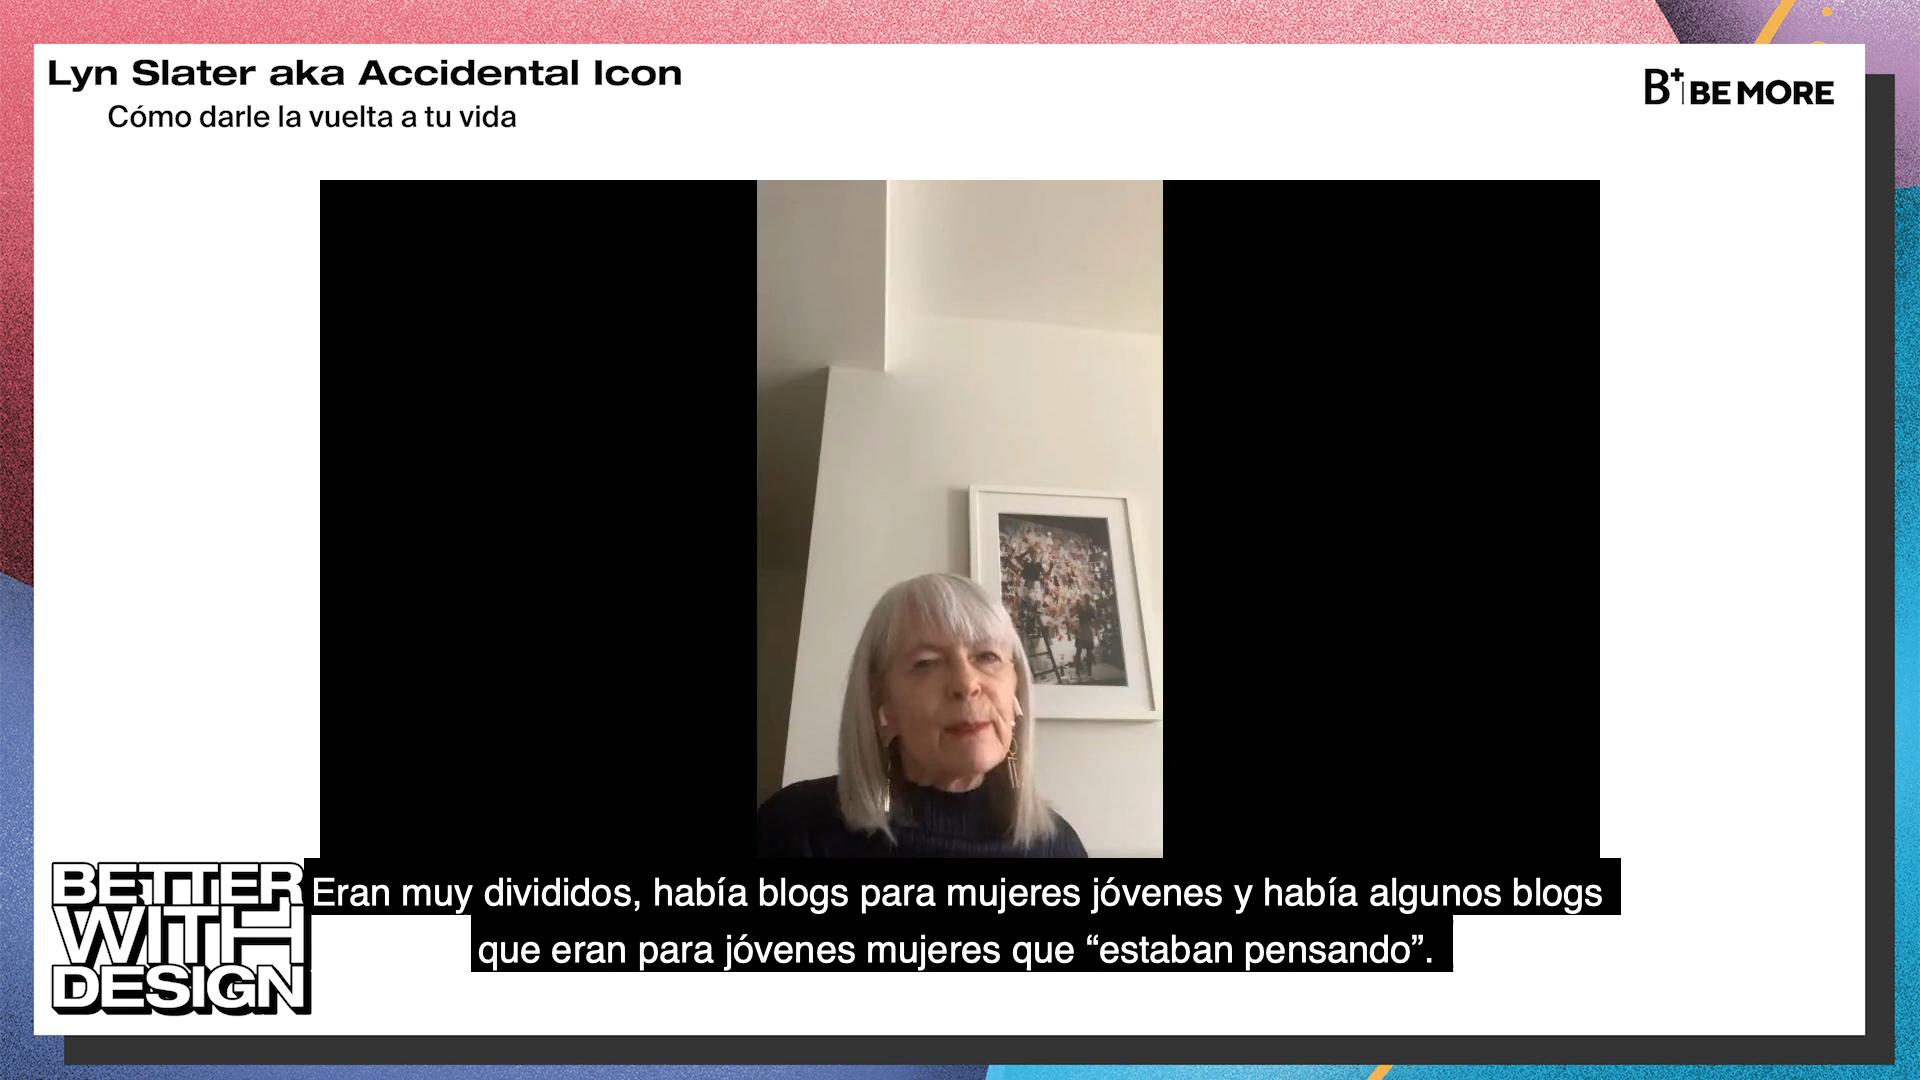 Lyn Slater aka Accidental Icon
Cómo darle la vuelta a tu vida
B+ BE MORE
BETTER
WITH
DESIGN
Eran muy divididos, había blogs para mujeres jóvenes y había algunos blogs
que eran para jóvenes mujeres que “estaban pensando”.